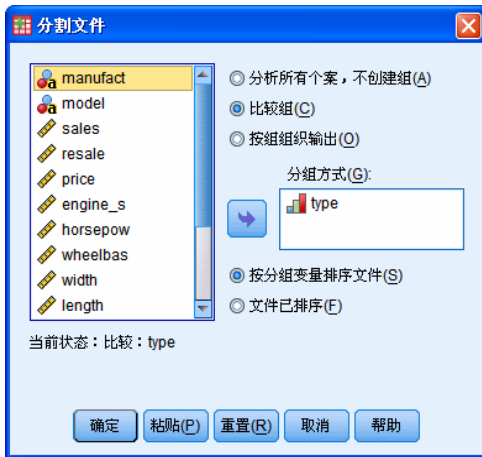 分割文件
manufact
model
sales
resale
price
engine_s
horsepow
wheelbas
width
length
分析所有个案，不创建组(A)
比较组(C)
按组组织输出(O)
分组方式(G):
type
按分组变量排序文件(S)
文件已排序(F)
当前状态：比较：type
确定
粘贴(P)
重置(R)
取消
帮助